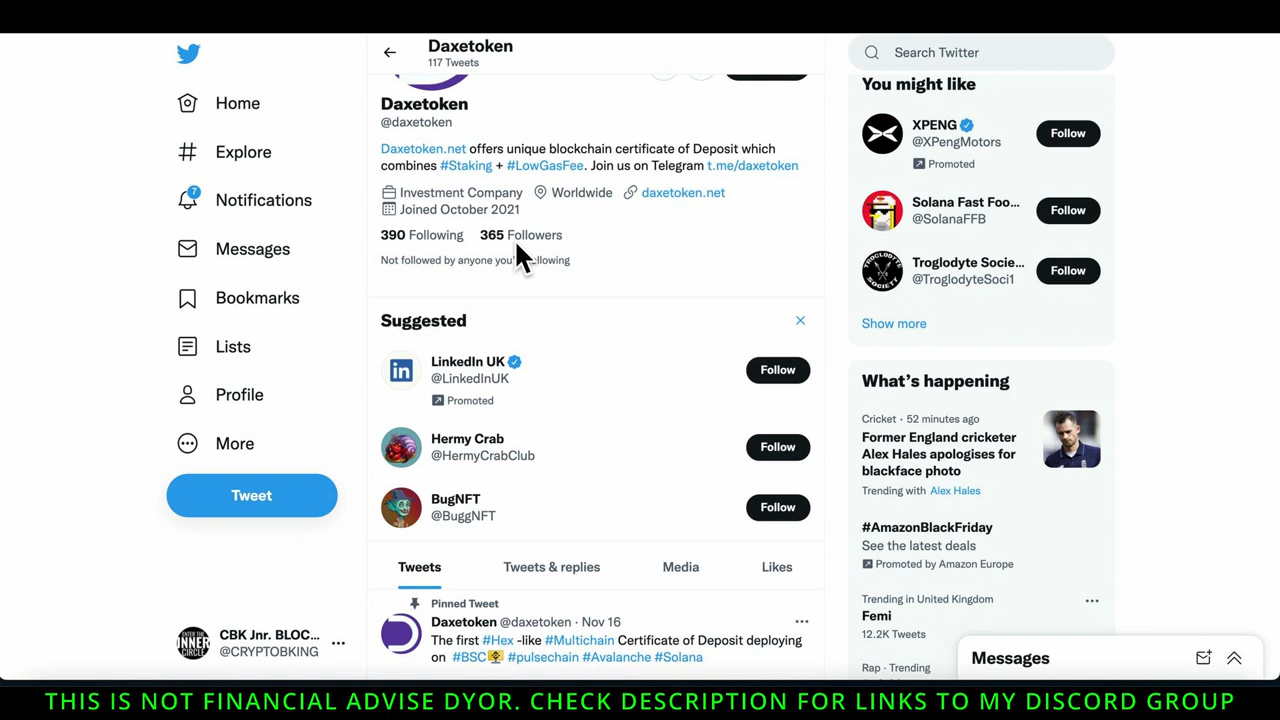 Daxetoken
117 Tweets
Search Twitter
Home
Explore
7
Notifications
Messages
Bookmarks
Lists
Profile
More
Tweet
CBK Jnr. BLOC...
@CRYPTOBKING
ENTER THE
INNER
CIRCLE
Daxetoken
@daxetoken
Daxetoken.net offers unique blockchain certificate of Deposit which
combines #Staking + #LowGasFee. Join us on Telegram t.me/daxetoken
Investment Company Worldwide daxetoken.net
Joined October 2021
390 Following 365 Followers
Not followed by anyone
Suggested
LinkedIn UK
@LinkedInUK
Promoted
Follow
in
Hermy Crab
@HermyCrabClub
Follow
BugNFT
@BuggNFT
Follow
Tweets Tweets & replies Media Likes
Pinned Tweet
Daxetoken @daxetoken · Nov 16
The first #Hex -like #Multichain Certificate of Deposit deploying
on #BSC #pulsechain #Avalanche #Solana
You might like
XPENG
@XPengMotors
Promoted
Follow
Solana Fast Foo...
@SolanaFFB
Follow
Troglodyte Socie...
@TroglodyteSoci1
Follow
TROGLODYTE
SOCIETY
Show more
What's happening
Cricket · 52 minutes ago
Former England cricketer
Alex Hales apologises for
blackface photo
Trending with Alex Hales
#AmazonBlackFriday
See the latest deals
Promoted by Amazon Europe
Trending in United Kingdom
Femi
12.2K Tweets
Rap · Trending
Messages
THIS IS NOT FINANCIAL ADVISE DYOR. CHECK DESCRIPTION FOR LINKS TO MY DISCORD GROUP